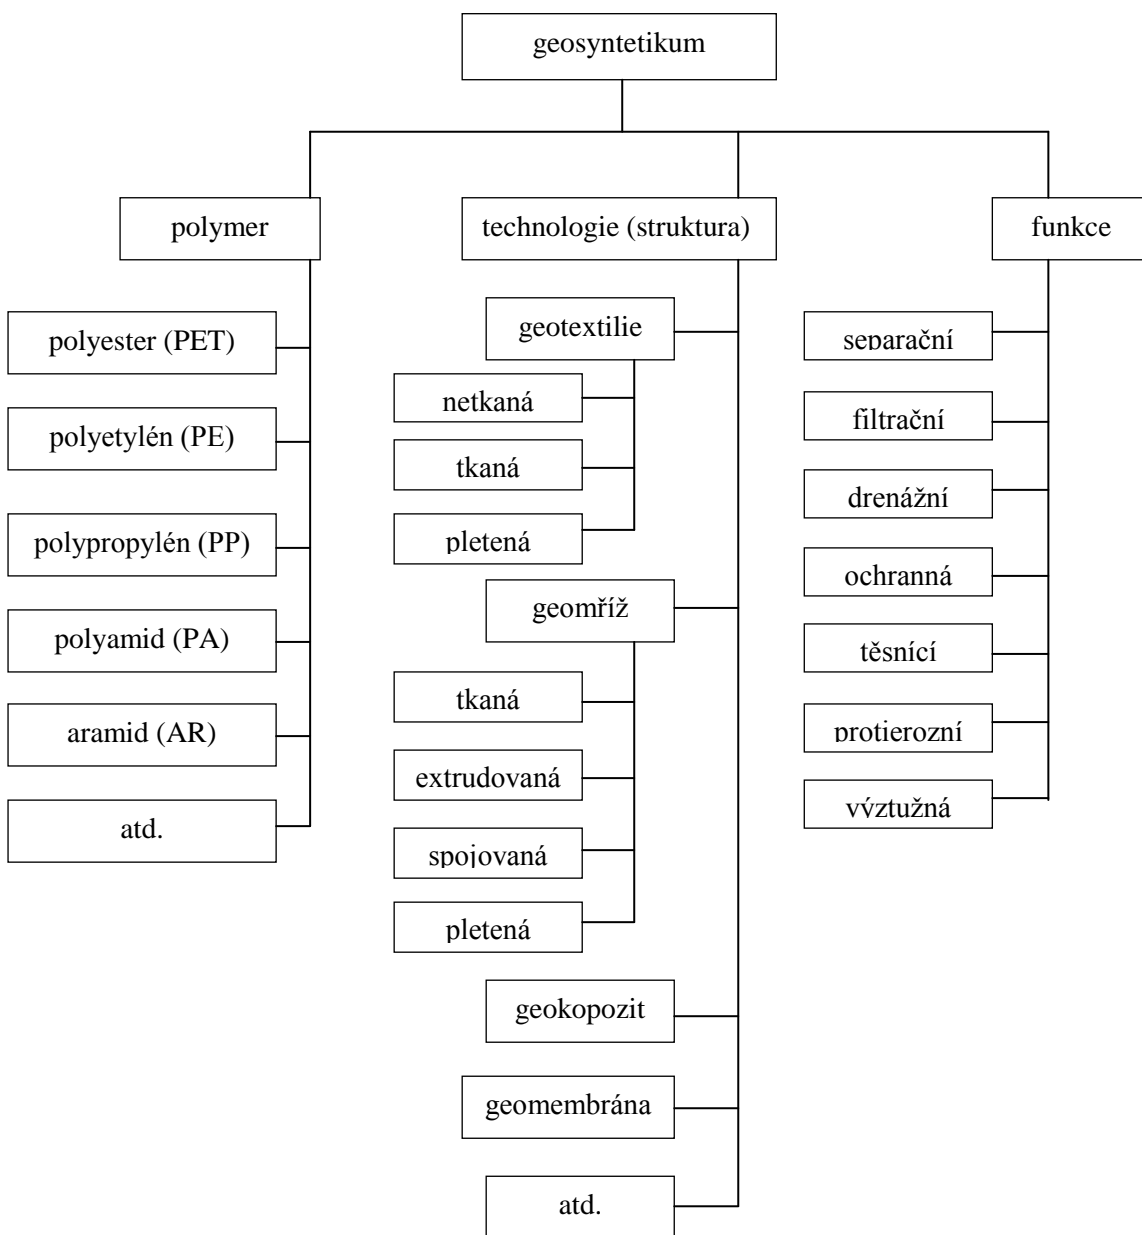 geosyntetikum
polymer
technologie (struktura)
funkce
polyester (PET)
polyetylén (PE)
polypropylén (PP)
polyamid (PA)
aramid (AR)
atd.
geotextilie
netkaná
tkaná
pletená
geomříž
tkaná
extrudovaná
spojovaná
pletená
geokopozit
geomembrána
atd.
separační
filtrační
drenážní
ochranná
těsnící
protierozní
výztužná